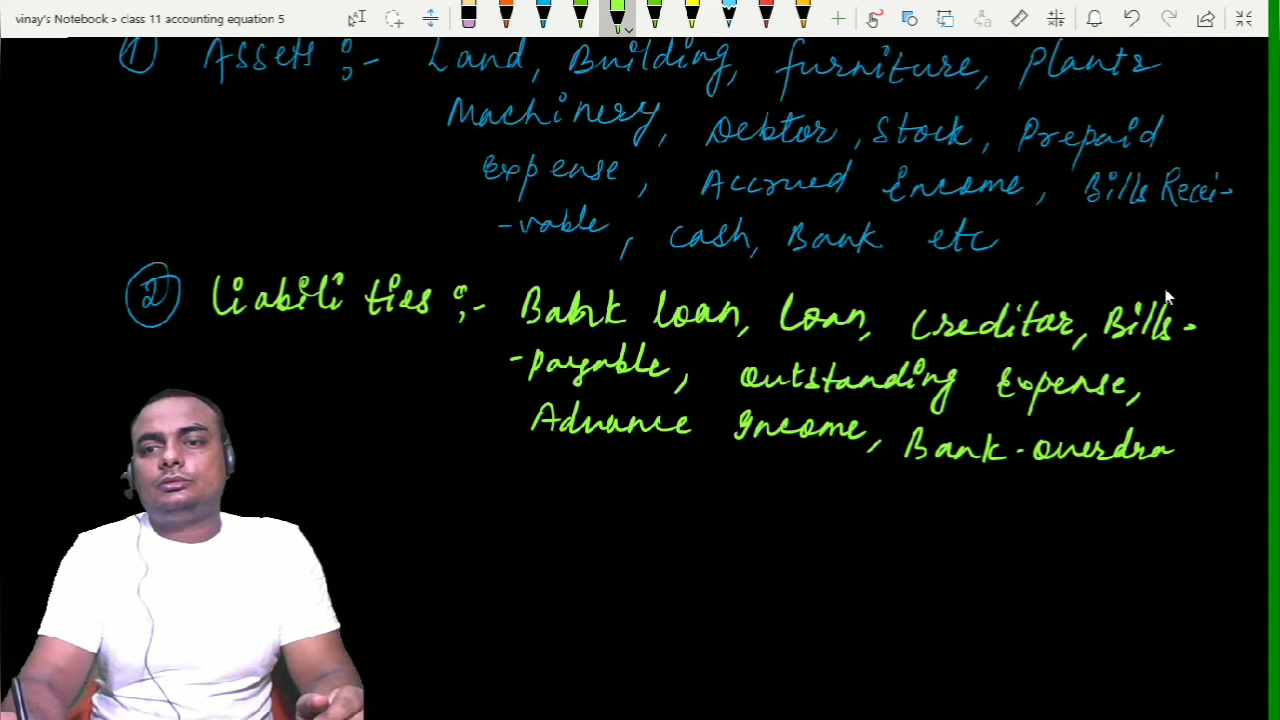 vinay's Notebook > class 11 accounting equation 5
① Assets :- Land, Building, furniture, Plants
Machinery, Debtor, Stock, Prepaid
Expense, Accrued income, Bills Recei-
-vable, cash, Bank etc
② Liabilities :- Bank loan, Loan, Creditar, Bills-
-payable, Outstanding Expense,
Advance Income, Bank-overdra